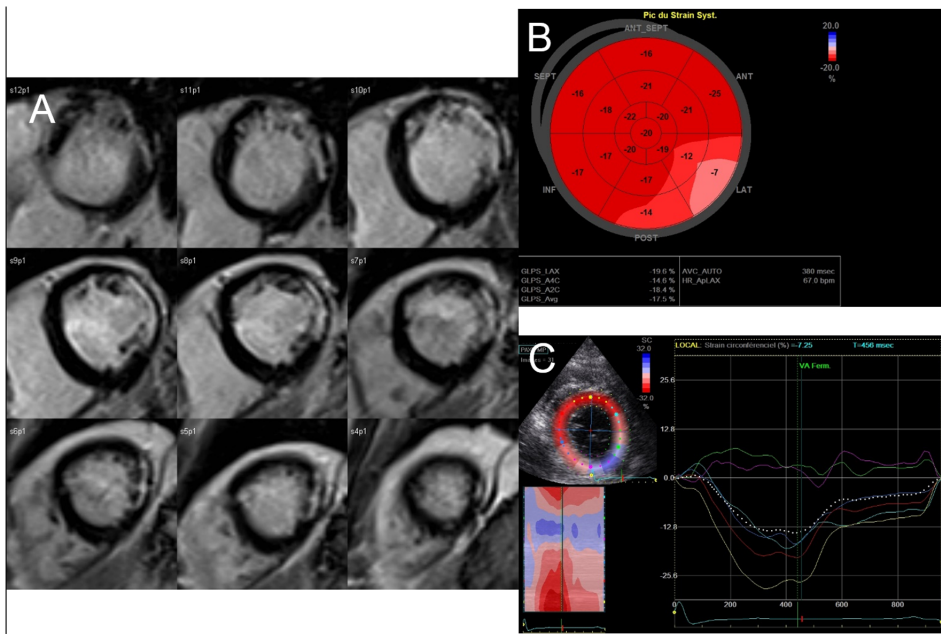 A
s12p1
s11p1
s10p1
s9p1
s8p1
s7p1
s6p1
s5p1
s4p1
B
Pic du Strain Syst.
ANT_SEPT
SEPT
ANT
INF
LAT
POST
-16
-16
-25
-21
-18
-21
-22
-20
-20
-19
-17
-17
-12
-7
-17
-14
20.0
-20.0
%
GLPS_LAX -19.6 % AVC_AUTO 380 msec
GLPS_A4C -14.6 % HR_ApLAX 67.0 bpm
GLPS_A2C -18.4 %
GLPS_Avg -17.5 %
C
SC
32.0
-32.0
%
LOCAL: Strain circonférenciel (%) =-7.25 T=456 msec
VA Ferm.
25.6
12.8
0.0
-12.8
-25.6
0 200 400 600 800